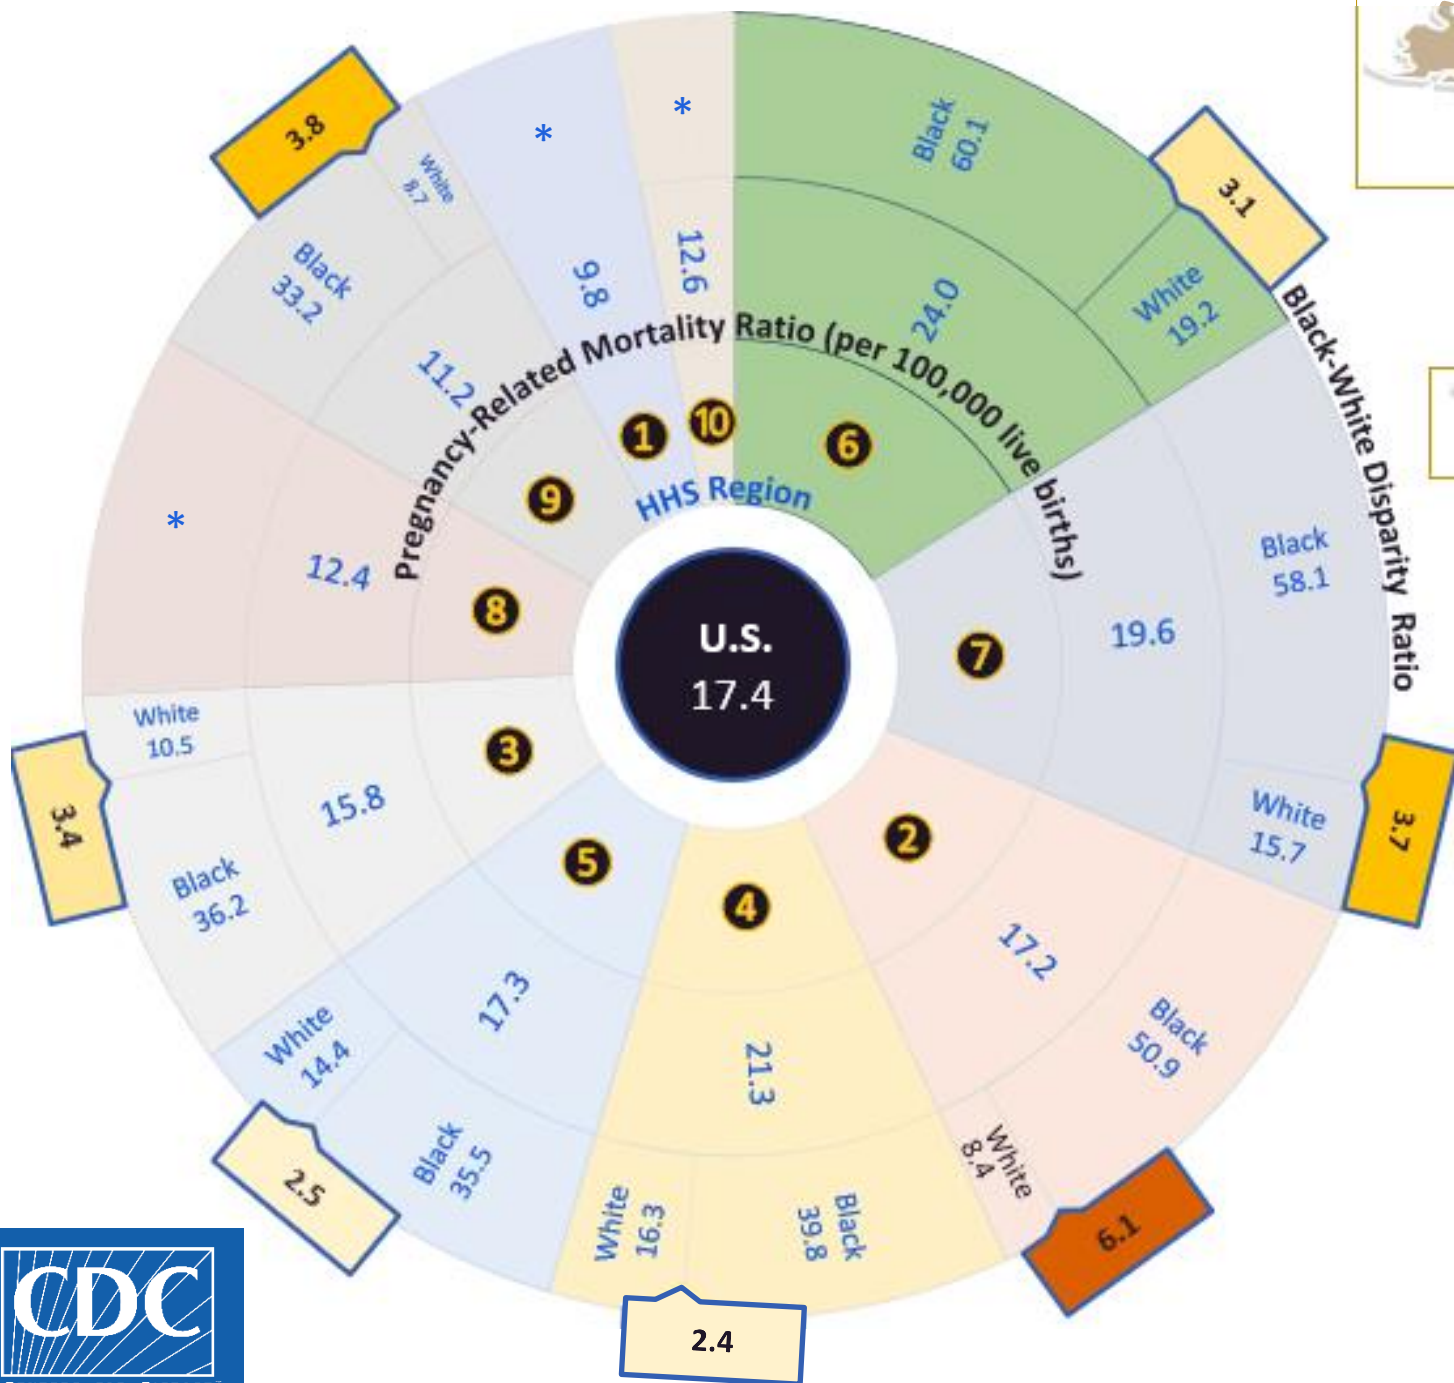 U.S.
17.4
HHS Region
Pregnancy-Related Mortality Ratio (per 100,000 live births)
Black-White Disparity Ratio
6
24.0
Black
60.1
White
19.2
3.1
7
19.6
Black
58.1
White
15.7
3.7
2
17.2
Black
50.9
White
8.4
6.1
4
21.3
Black
39.8
White
16.3
2.4
5
17.3
Black
35.5
White
14.4
2.5
3
15.8
Black
36.2
White
10.5
3.4
8
12.4
*
9
11.2
Black
33.2
White
8.7
3.8
1
9.8
*
10
12.6
*
CDC